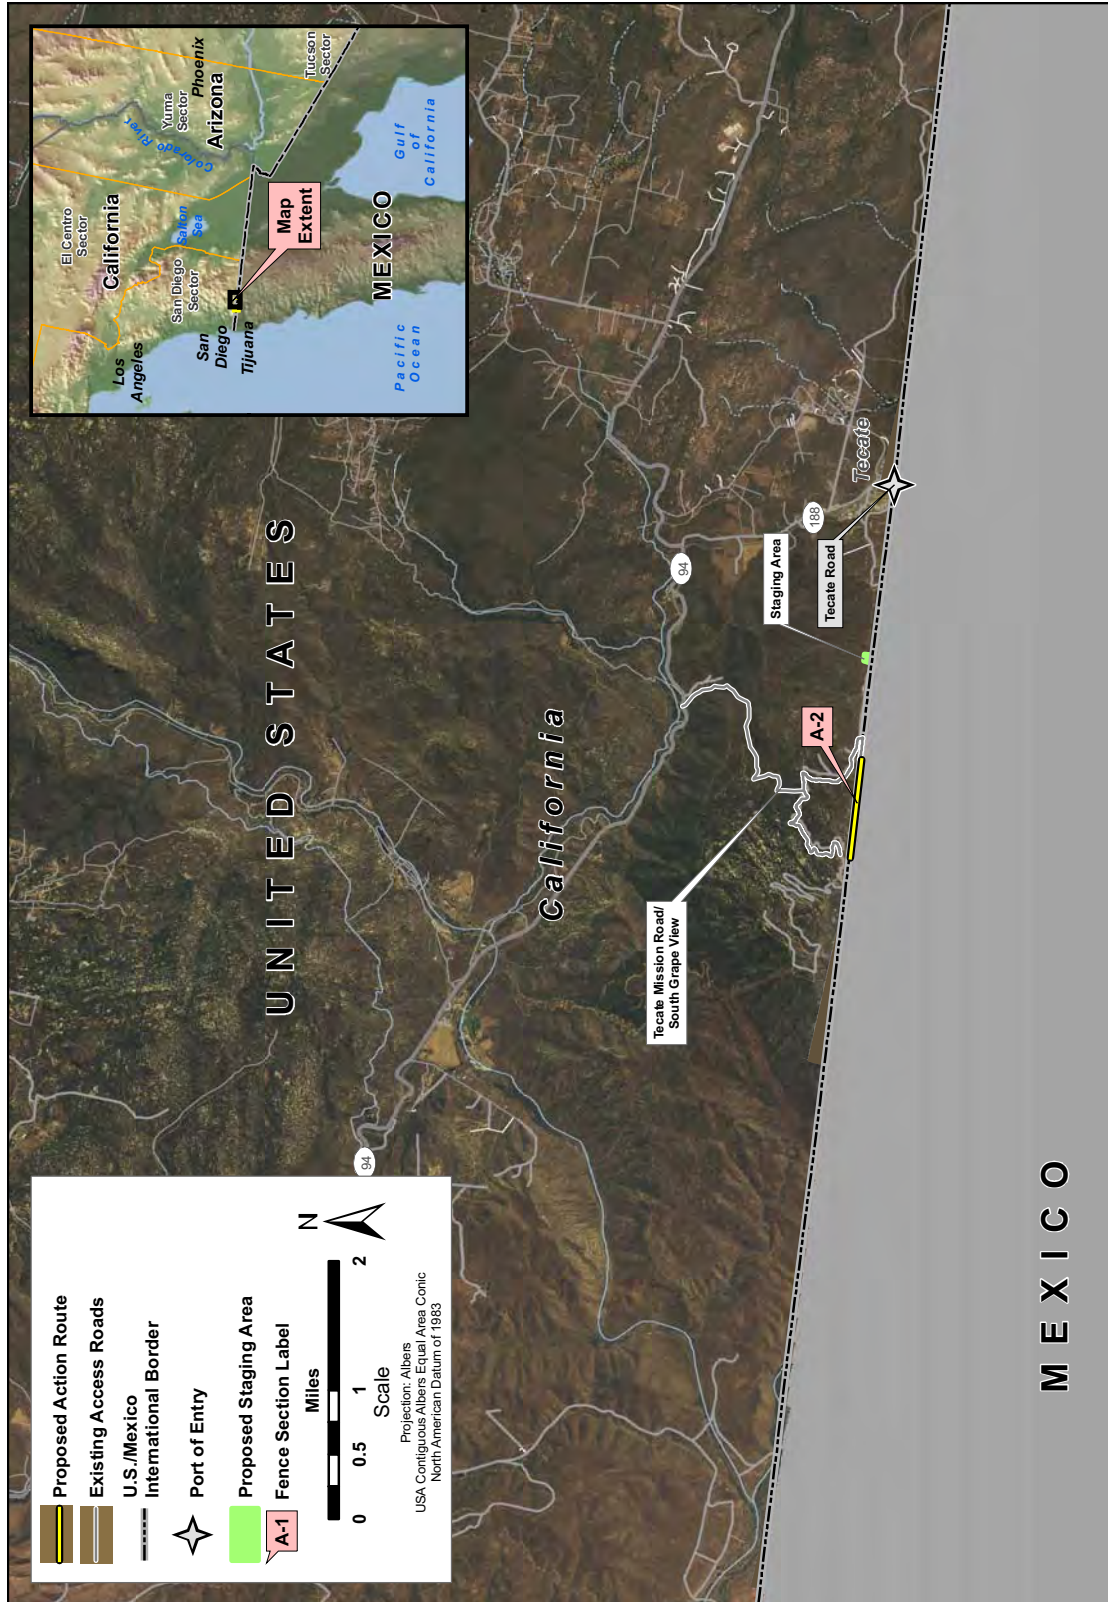 UNITED STATES
California
MEXICO
Tecate
94
94
188
Staging Area
Tecate Road
A-2
Tecate Mission Road/
South Grape View
El Centro
Sector
California
Los
Angeles
San Diego
Sector
Salton
Sea
San
Diego
Tijuana
Colorado River
Yuma
Sector
Phoenix
Arizona
Tucson
Sector
Map
Extent
MEXICO
Pacific
Ocean
Gulf
of
California
Proposed Action Route
Existing Access Roads
U.S./Mexico
International Border
Port of Entry
Proposed Staging Area
A-1 Fence Section Label
N
Miles
0 0.5 1 2
Scale
Projection: Albers
USA Contiguous Albers Equal Area Conic
North American Datum of 1983